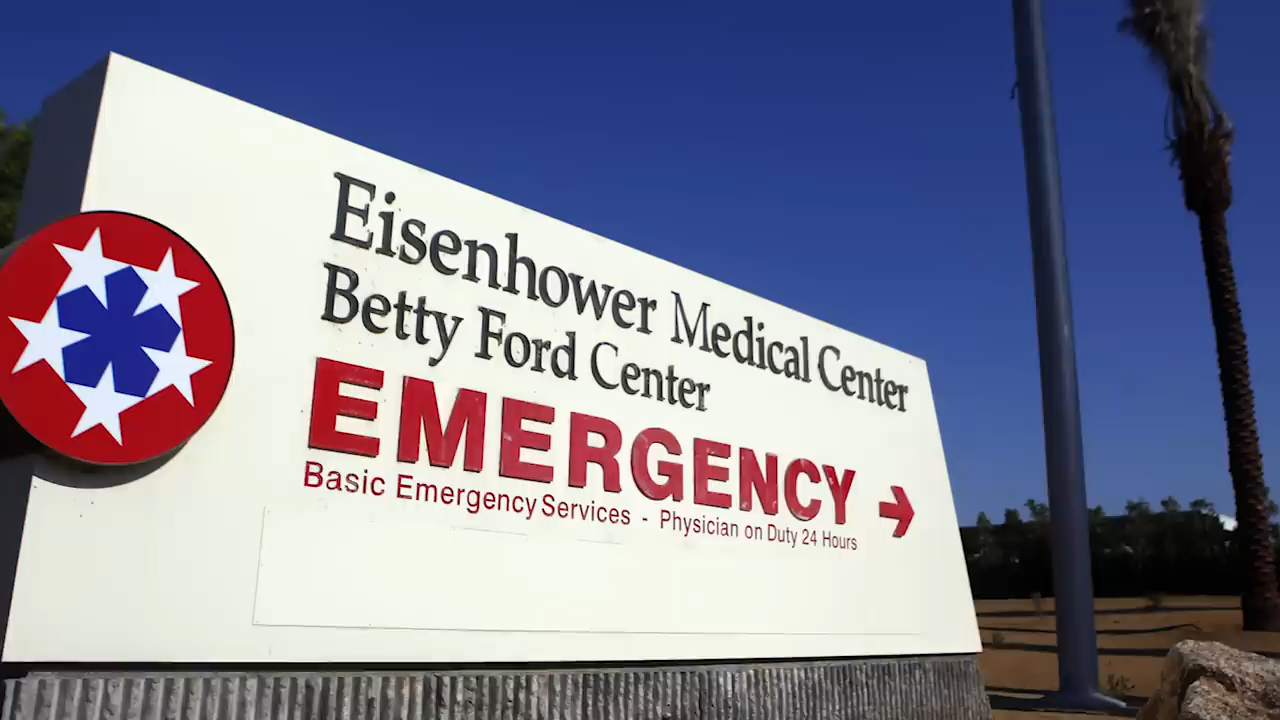 Eisenhower Medical Center
Betty Ford Center
EMERGENCY
Basic Emergency Services - Physician on Duty 24 Hours